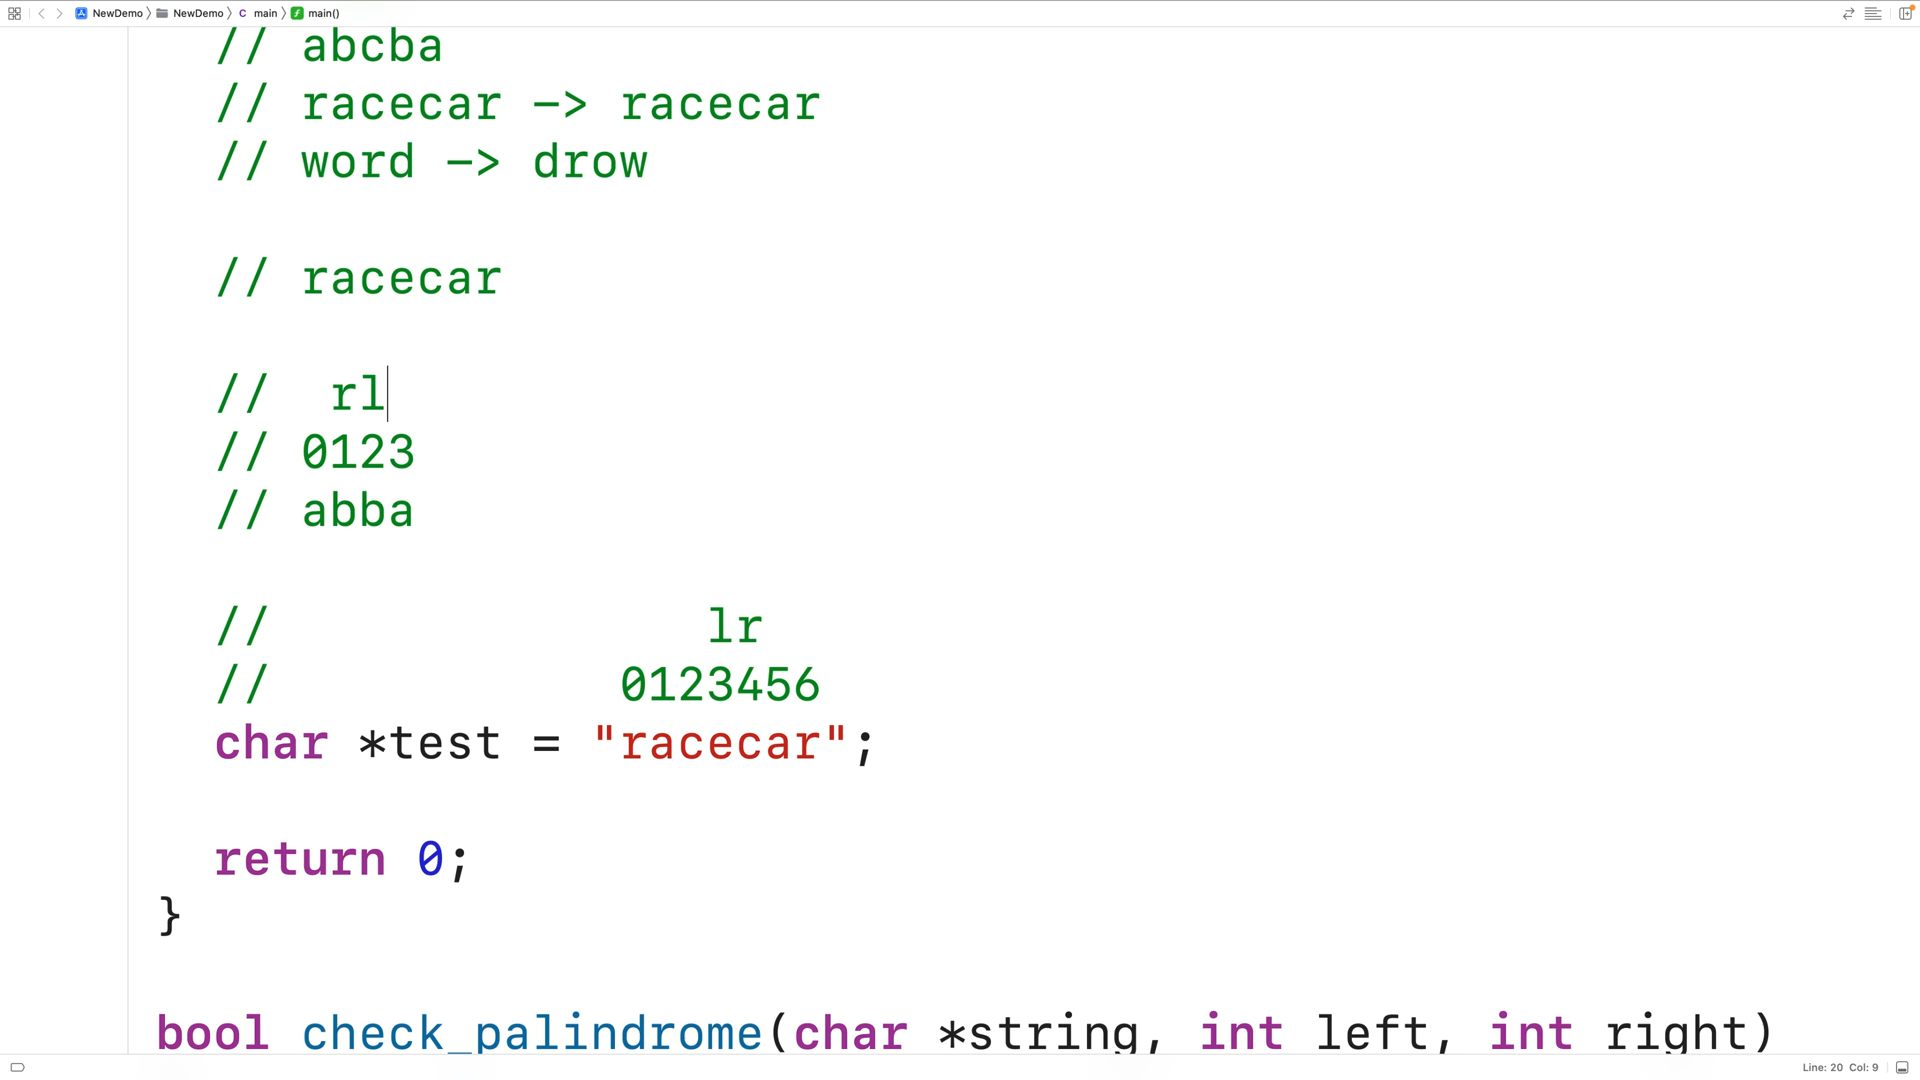 NewDemo > NewDemo > C main > f main()
// abcba
// racecar -> racecar
// word -> drow
// racecar
//  rl
// 0123
// abba
//               lr
//            0123456
char *test = "racecar";
return 0;
}
bool check_palindrome(char *string, int left, int right)
Line: 20 Col: 9